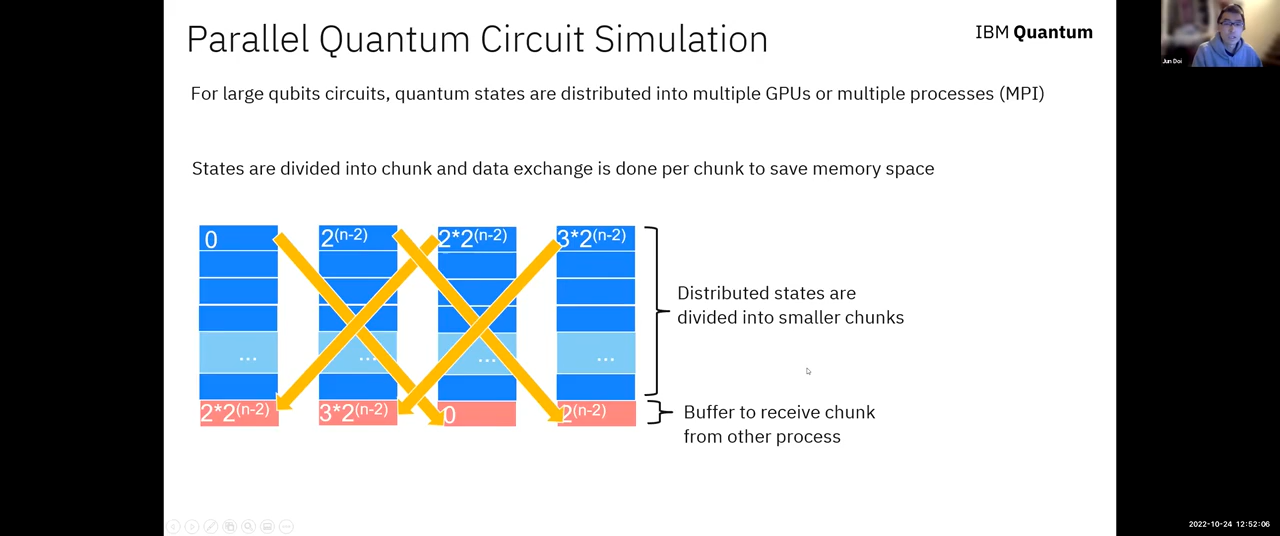 Parallel Quantum Circuit Simulation
IBM Quantum
Jun Doi
For large qubits circuits, quantum states are distributed into multiple GPUs or multiple processes (MPI)
States are divided into chunk and data exchange is done per chunk to save memory space
0 2(n-2) 2*2(n-2) 3*2(n-2)
Distributed states are
divided into smaller chunks
... ... ... ...
2*2(n-2) 3*2(n-2) 0 2(n-2)
Buffer to receive chunk
from other process
2022-10-24 12:52:06